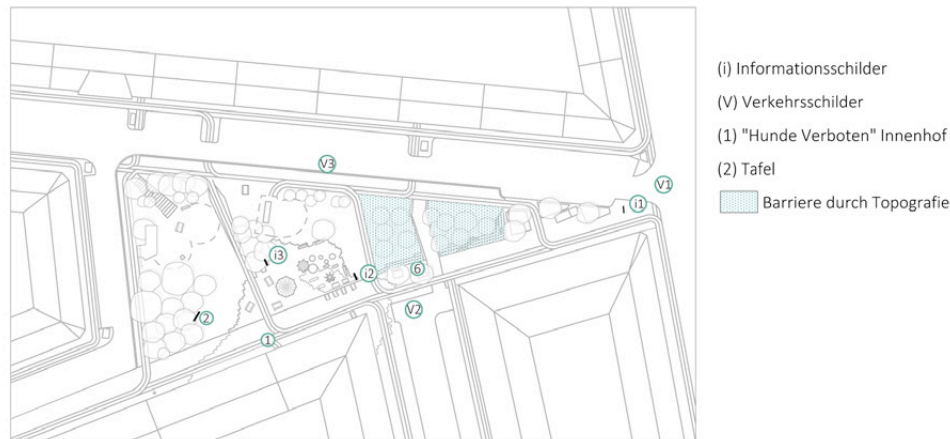 V3
V1
i1
i3
i2
6
V2
2
1
(i) Informationsschilder
(V) Verkehrsschilder
(1) "Hunde Verboten" Innenhof
(2) Tafel
Barriere durch Topografie